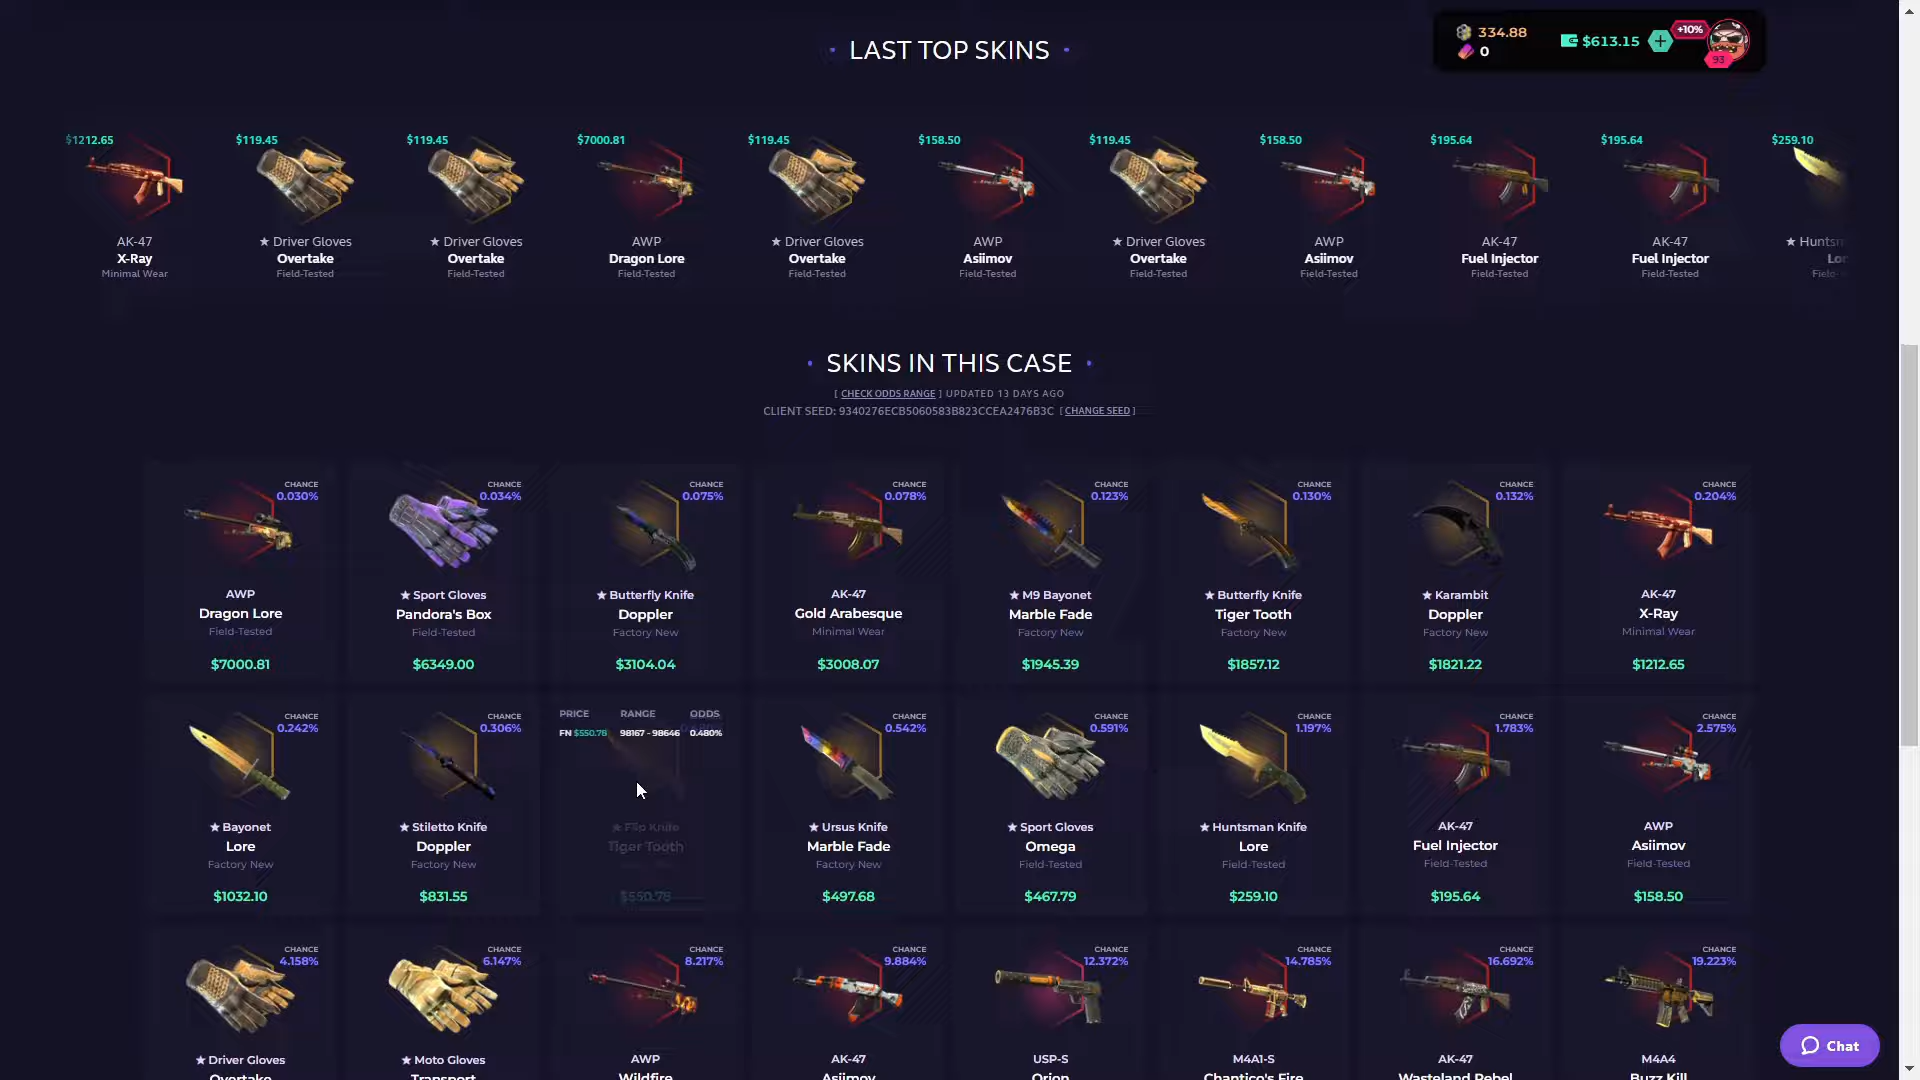 LAST TOP SKINS
334.88
0
$613.15
+10%
93
$1212.65
$119.45
$119.45
$7000.81
$119.45
$158.50
$119.45
$158.50
$195.64
$195.64
$259.10
AK-47
X-Ray
Minimal Wear
★ Driver Gloves
Overtake
Field-Tested
★ Driver Gloves
Overtake
Field-Tested
AWP
Dragon Lore
Field-Tested
★ Driver Gloves
Overtake
Field-Tested
AWP
Asiimov
Field-Tested
★ Driver Gloves
Overtake
Field-Tested
AWP
Asiimov
Field-Tested
AK-47
Fuel Injector
Field-Tested
AK-47
Fuel Injector
Field-Tested
SKINS IN THIS CASE
[ CHECK ODDS RANGE ] UPDATED 13 DAYS AGO
CLIENT SEED: 9340276ECB5060583B823CCEA2476B3C [ CHANGE SEED ]
CHANCE
0.030%
AWP
Dragon Lore
Field-Tested
$7000.81
CHANCE
0.034%
★ Sport Gloves
Pandora's Box
Field-Tested
$6349.00
CHANCE
0.075%
★ Butterfly Knife
Doppler
Factory New
$3104.04
CHANCE
0.078%
AK-47
Gold Arabesque
Minimal Wear
$3008.07
CHANCE
0.123%
★ M9 Bayonet
Marble Fade
Factory New
$1945.39
CHANCE
0.130%
★ Butterfly Knife
Tiger Tooth
Factory New
$1857.12
CHANCE
0.132%
★ Karambit
Doppler
Factory New
$1821.22
CHANCE
0.204%
AK-47
X-Ray
Minimal Wear
$1212.65
CHANCE
0.242%
★ Bayonet
Lore
Factory New
$1032.10
CHANCE
0.306%
★ Stiletto Knife
Doppler
Factory New
$831.55
PRICE RANGE ODDS
FN $550.78 98167 - 98646 0.480%
★ Flip Knife
Tiger Tooth
$550.78
CHANCE
0.542%
★ Ursus Knife
Marble Fade
Factory New
$497.68
CHANCE
0.591%
★ Sport Gloves
Omega
Field-Tested
$467.79
CHANCE
1.197%
★ Huntsman Knife
Lore
Field-Tested
$259.10
CHANCE
1.783%
AK-47
Fuel Injector
Field-Tested
$195.64
CHANCE
2.575%
AWP
Asiimov
Field-Tested
$158.50
CHANCE
4.158%
★ Driver Gloves
Overtake
CHANCE
6.147%
★ Moto Gloves
Transport
CHANCE
8.217%
AWP
Wildfire
CHANCE
9.884%
AK-47
Asiimov
CHANCE
12.372%
USP-S
Orion
CHANCE
14.785%
M4A1-S
Chantico's Fire
CHANCE
16.692%
AK-47
Wasteland Rebel
CHANCE
19.223%
M4A4
Buzz Kill
Chat